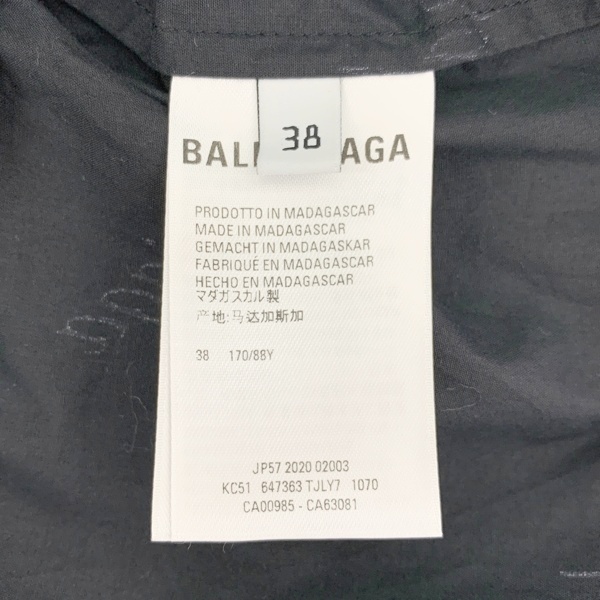 38
BAL AGA
PRODOTTO IN MADAGASCAR
MADE IN MADAGASCAR
GEMACHT IN MADAGASKAR
FABRIQUÉ EN MADAGASCAR
HECHO EN MADAGASCAR
マダガスカル製
产地:马达加斯加
38 170/88Y
JP57 2020 02003
KC51 647363 TJLY7 1070
CA00985 - CA63081